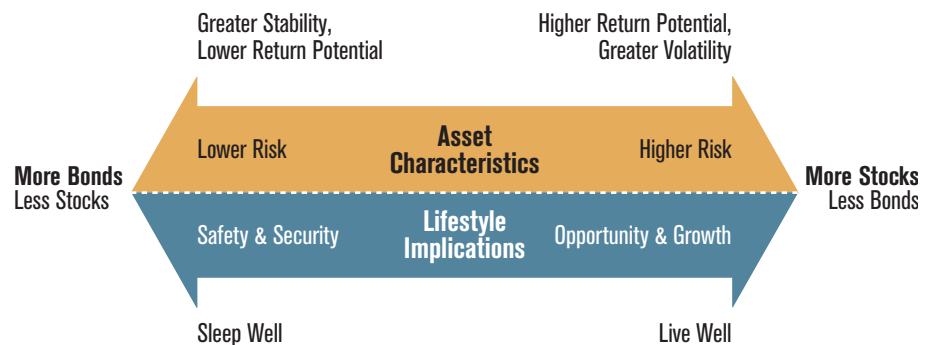 Greater Stability,
Lower Return Potential
Higher Return Potential,
Greater Volatility
Lower Risk
Asset
Characteristics
Higher Risk
More Bonds
Less Stocks
More Stocks
Less Bonds
Safety & Security
Lifestyle
Implications
Opportunity & Growth
Sleep Well
Live Well